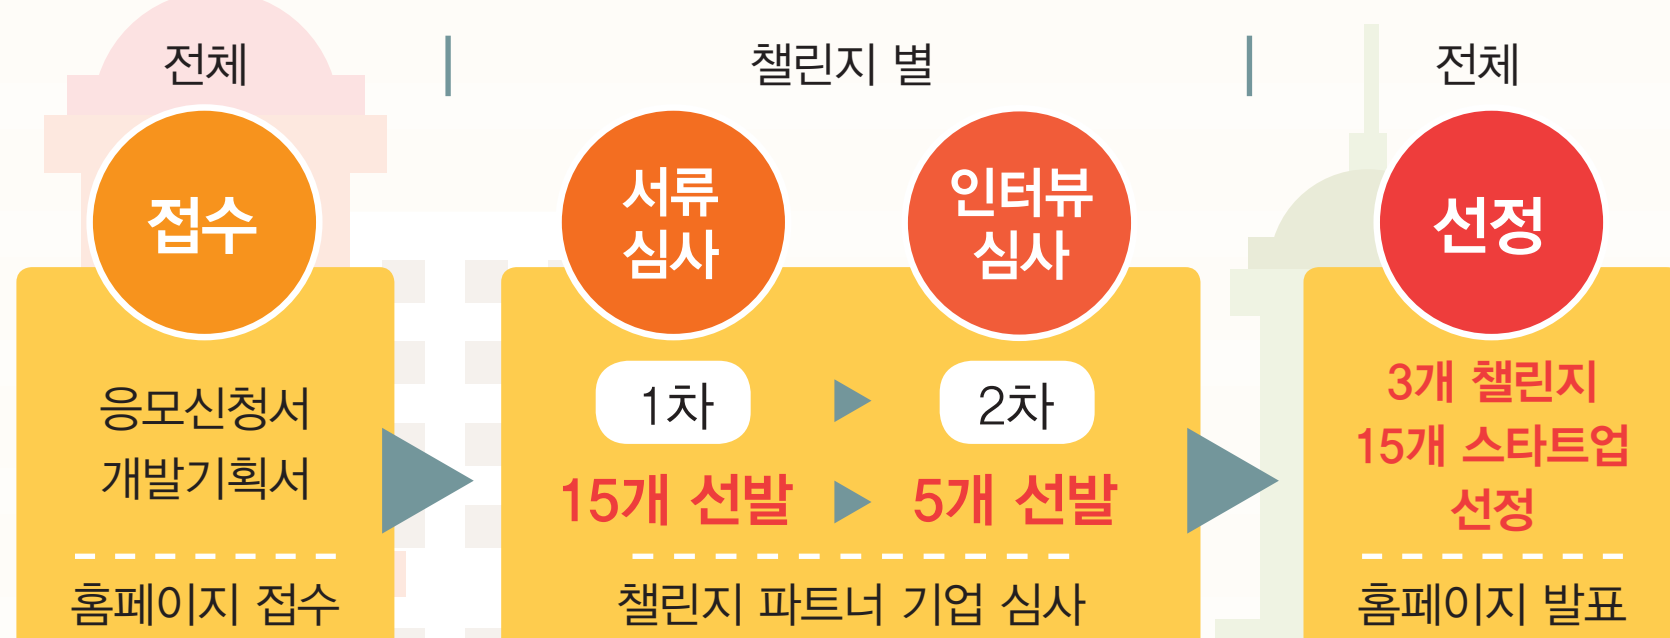 전체
챌린지 별
전체
접수
서류
심사
인터뷰
심사
선정
응모신청서
개발기획서
홈페이지 접수
1차
2차
15개 선발
5개 선발
챌린지 파트너 기업 심사
3개 챌린지
15개 스타트업
선정
홈페이지 발표